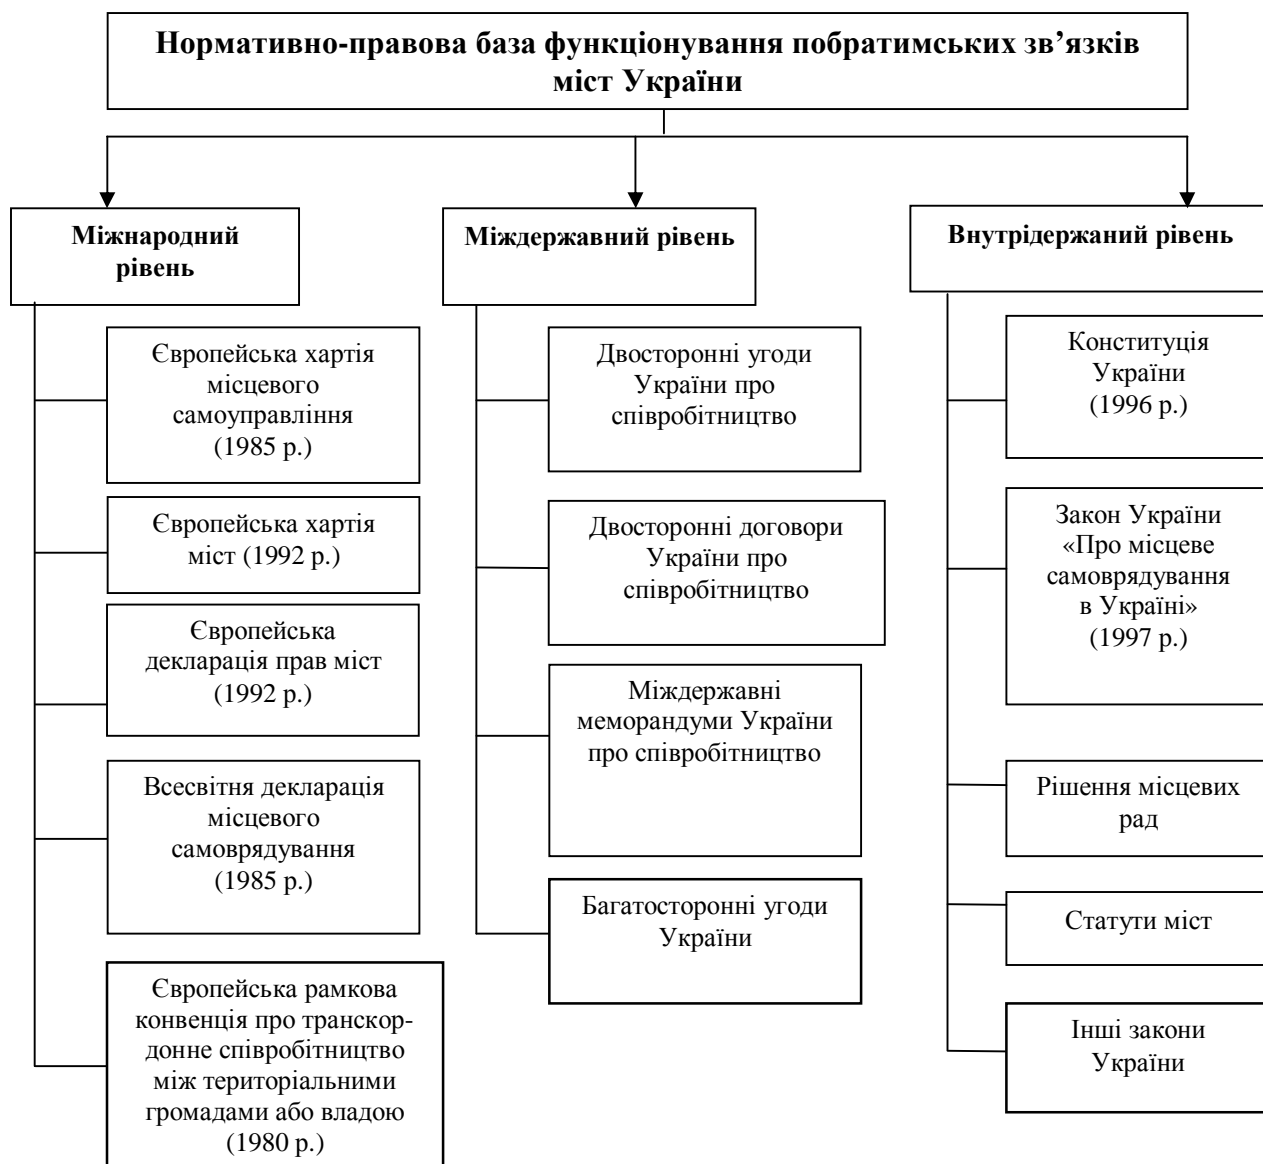 Нормативно-правова база функціонування побратимських зв’язків
міст України
Міжнародний
рівень
Європейська хартія
місцевого
самоуправління
(1985 р.)
Європейська хартія
міст (1992 р.)
Європейська
декларація прав міст
(1992 р.)
Всесвітня декларація
місцевого
самоврядування
(1985 р.)
Європейська рамкова
конвенція про транскор-
донне співробітництво
між територіальними
громадами або владою
(1980 р.)
Міждержавний рівень
Двосторонні угоди
України про
співробітництво
Двосторонні договори
України про
співробітництво
Міждержавні
меморандуми України
про співробітництво
Багатосторонні угоди
України
Внутрідержаний рівень
Конституція
України
(1996 р.)
Закон України
«Про місцеве
самоврядування
в Україні»
(1997 р.)
Рішення місцевих
рад
Статути міст
Інші закони
України